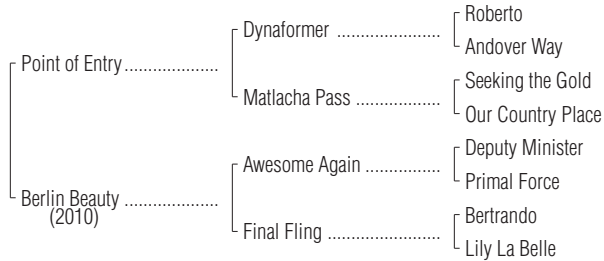 Roberto
Dynaformer ..................
Andover Way
Point of Entry ...................
Seeking the Gold
Matlacha Pass .................
Our Country Place
Deputy Minister
Awesome Again ...............
Primal Force
Berlin Beauty ...................
(2010)
Bertrando
Final Fling ......................
Lily La Belle